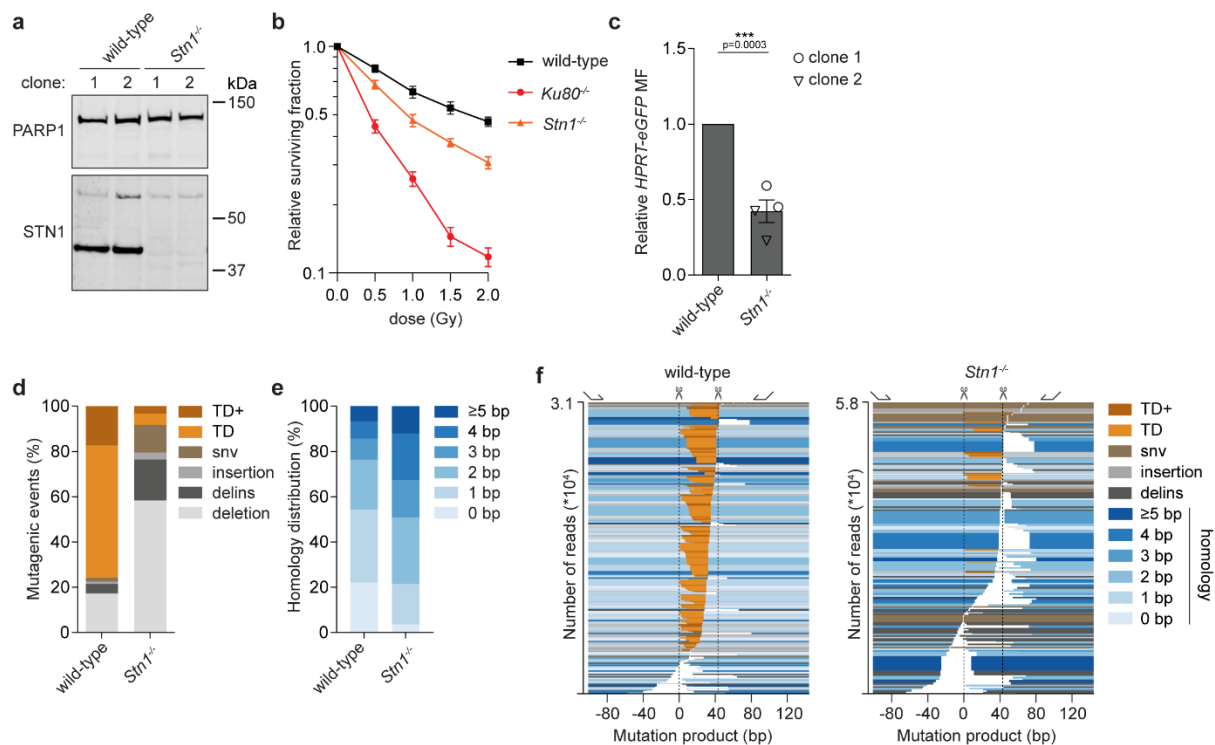 a
wild-type
Stn1-/-
clone: 1 2 1 2 kDa
PARP1
150
STN1
50
37
b
Relative surviving fraction
1.0
0.5
0.1
0.0 0.5 1.0 1.5 2.0
dose (Gy)
wild-type
Ku80-/-
Stn1-/-
c
Relative HPRT-eGFP MF
1.5
1.0
0.5
0.0
***
p=0.0003
clone 1
clone 2
wild-type
Stn1-/-
d
Mutagenic events (%)
100
80
60
40
20
0
wild-type
Stn1-/-
TD+
TD
snv
insertion
delins
deletion
e
Homology distribution (%)
100
80
60
40
20
0
wild-type
Stn1-/-
≥5 bp
4 bp
3 bp
2 bp
1 bp
0 bp
f
wild-type
3.1
Number of reads (*10⁴)
-80 -40 0 40 80 120
Mutation product (bp)
Stn1-/-
5.8
Number of reads (*10⁴)
-80 -40 0 40 80 120
Mutation product (bp)
TD+
TD
snv
insertion
delins
≥5 bp
4 bp
3 bp
2 bp
1 bp
0 bp
homology